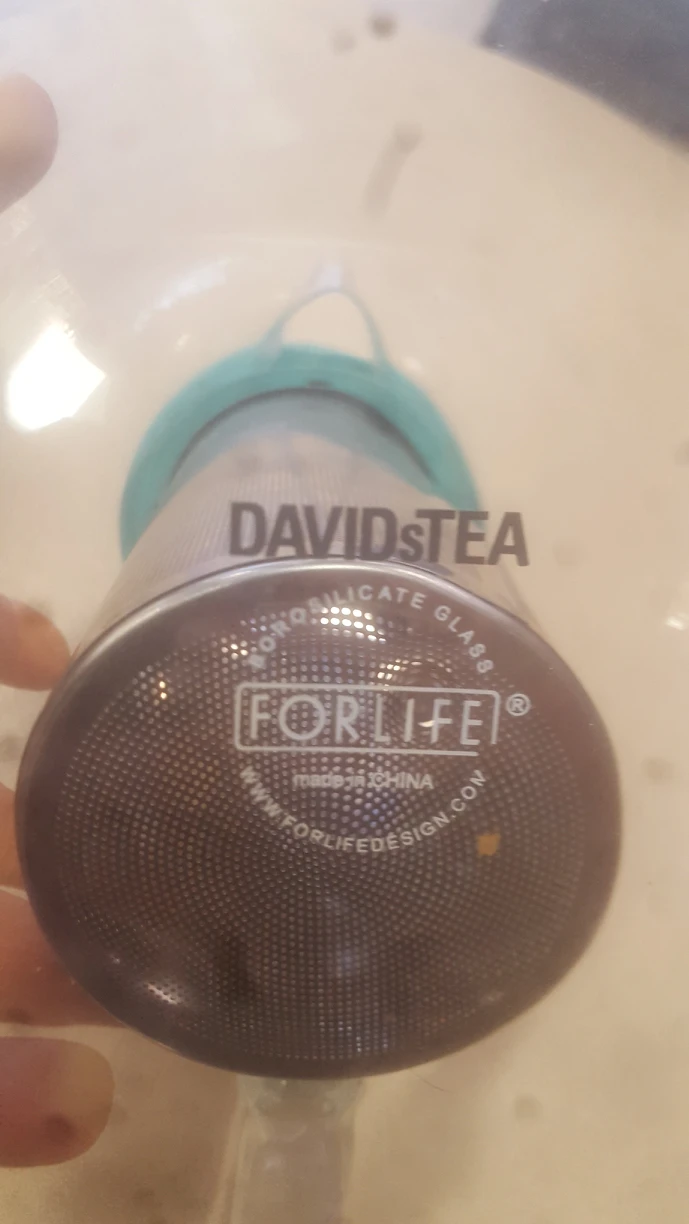 DAVIDsTEA
BOROSILICATE GLASS
FORLIFE®
made in CHINA
WWW.FORLIFEDESIGN.COM